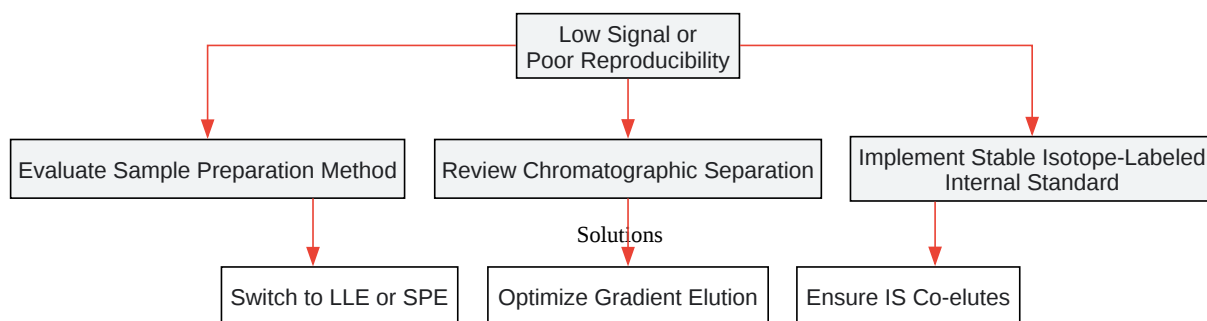 Low Signal or
Poor Reproducibility
Evaluate Sample Preparation Method
Review Chromatographic Separation
Implement Stable Isotope-Labeled
Internal Standard
Solutions
Switch to LLE or SPE
Optimize Gradient Elution
Ensure IS Co-elutes